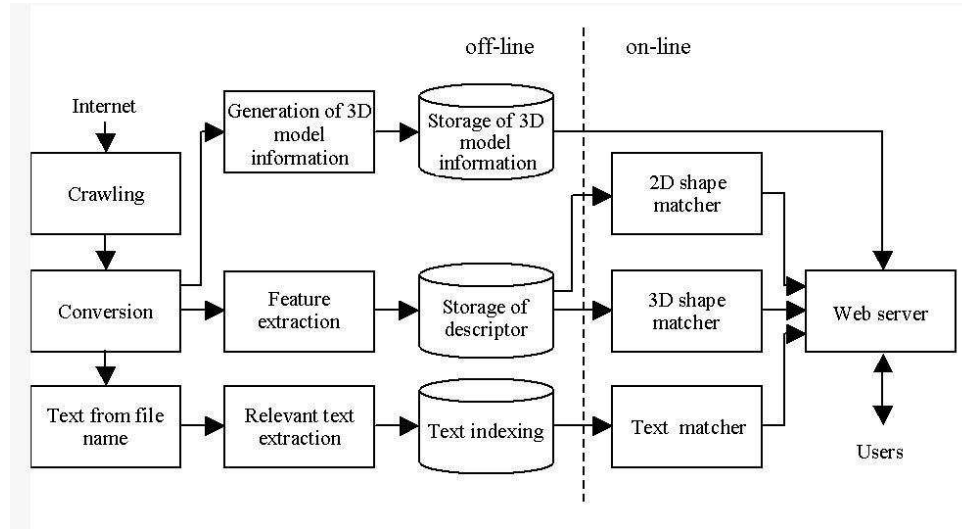 off-line
on-line
Internet
Generation of 3D
model
information
Storage of 3D
model
information
Crawling
2D shape
matcher
Conversion
Feature
extraction
Storage of
descriptor
3D shape
matcher
Web server
Text from file
name
Relevant text
extraction
Text indexing
Text matcher
Users